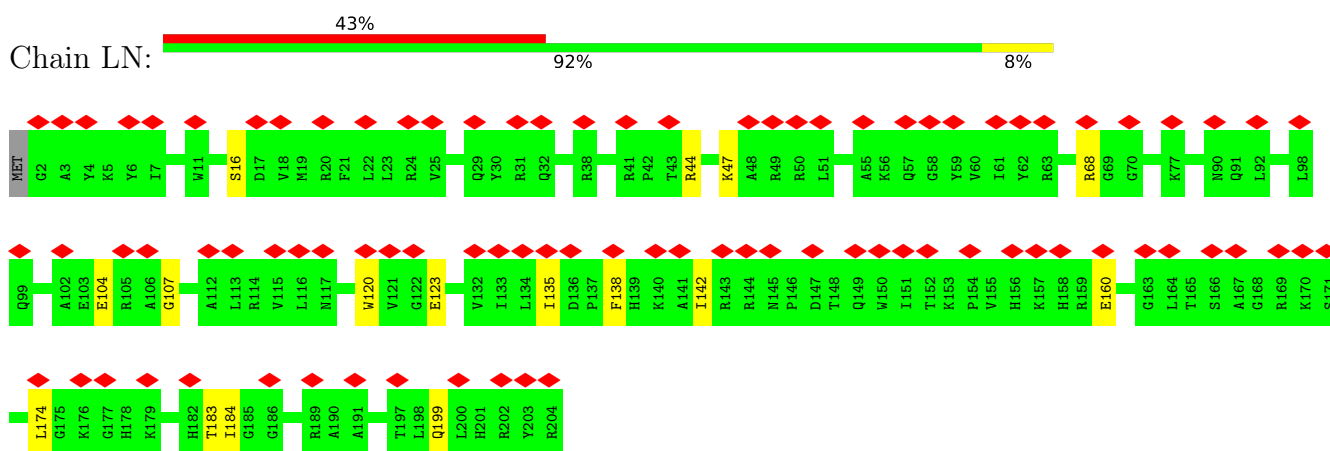 43%
Chain LN:
92% 8%
MET G2 A3 Y4 K5 Y6 I7 W11 S16 D17 V18 M19 R20 F21 L22 L23 R24 V25 Q29 Y30 R31 Q32 R38 R41 P42 T43 R44 K47 A48 R49 R50 L51 A55 K56 Q57 G58 Y59 V60 I61 Y62 R63 R68 G69 G70 K77 N90 Q91 L92 L98
Q99 A102 E103 E104 R105 A106 G107 A112 L113 R114 V115 L116 N117 W120 V121 G122 E123 V132 I133 L134 I135 D136 P137 F138 H139 K140 A141 I142 R143 R144 N145 P146 D147 T148 Q149 W150 I151 T152 K153 P154 V155 H156 K157 H158 R159 E160 G163 L164 T165 S166 A167 G168 R169 K170 S171
L174 G175 K176 G177 H178 K179 H182 T183 I184 G185 G186 R189 A190 A191 T197 L198 Q199 L200 H201 R202 Y203 R204